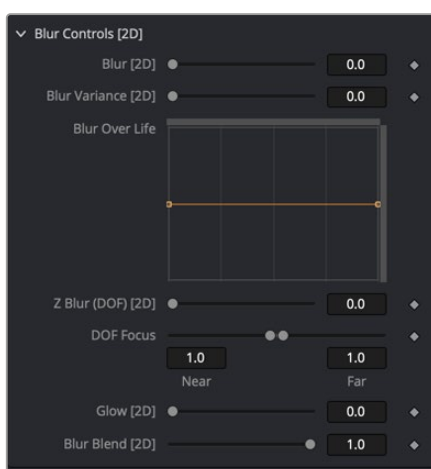 Blur Controls [2D]
Blur [2D] 0.0
Blur Variance [2D] 0.0
Blur Over Life
Z Blur (DOF) [2D] 0.0
DOF Focus
1.0 1.0
Near Far
Glow [2D] 0.0
Blur Blend [2D] 1.0